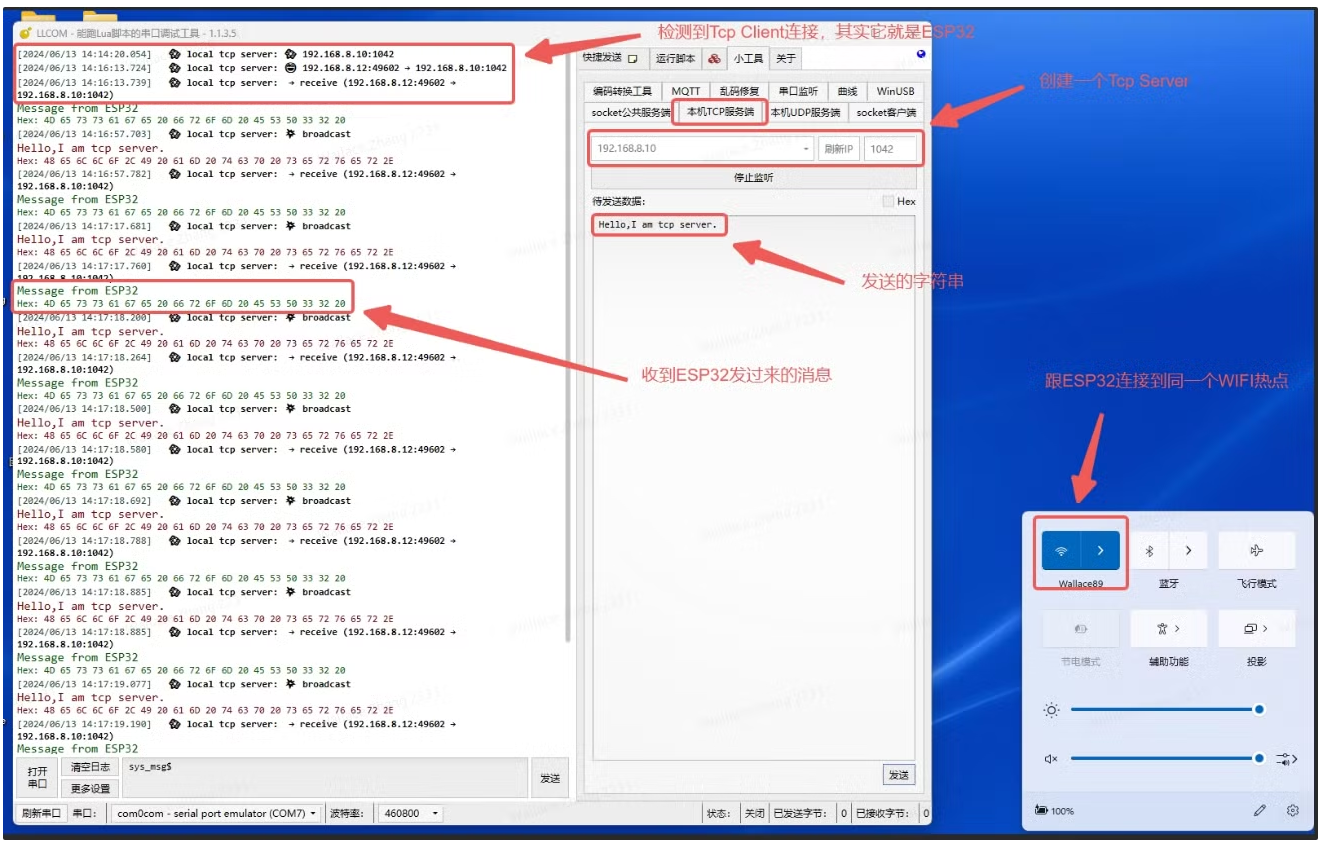 LLCOM - 能跑Lua脚本的串口调试工具 - 1.1.3.5
检测到Tcp Client连接，其实它就是ESP32
[2024/06/13 14:14:20.054] local tcp server: 192.168.8.10:1042
[2024/06/13 14:16:13.724] local tcp server: 192.168.8.12:49602 → 192.168.8.10:1042
[2024/06/13 14:16:13.739] local tcp server: → receive (192.168.8.12:49602 →
192.168.8.10:1042)
Message from ESP32
Hex: 4D 65 73 73 61 67 65 20 66 72 6F 6D 20 45 53 50 33 32 20
[2024/06/13 14:16:57.703] local tcp server: broadcast
Hello,I am tcp server.
Hex: 48 65 6C 6C 6F 2C 49 20 61 6D 20 74 63 70 20 73 65 72 76 65 72 2E
[2024/06/13 14:16:57.782] local tcp server: → receive (192.168.8.12:49602 →
192.168.8.10:1042)
Message from ESP32
Hex: 4D 65 73 73 61 67 65 20 66 72 6F 6D 20 45 53 50 33 32 20
[2024/06/13 14:17:17.681] local tcp server: broadcast
Hello,I am tcp server.
Hex: 48 65 6C 6C 6F 2C 49 20 61 6D 20 74 63 70 20 73 65 72 76 65 72 2E
[2024/06/13 14:17:17.760] local tcp server: → receive (192.168.8.12:49602 →
192.168.8.10:1042)
Message from ESP32
Hex: 4D 65 73 73 61 67 65 20 66 72 6F 6D 20 45 53 50 33 32 20
[2024/06/13 14:17:18.200] local tcp server: broadcast
Hello,I am tcp server.
Hex: 48 65 6C 6C 6F 2C 49 20 61 6D 20 74 63 70 20 73 65 72 76 65 72 2E
[2024/06/13 14:17:18.264] local tcp server: → receive (192.168.8.12:49602 →
192.168.8.10:1042)
Message from ESP32
Hex: 4D 65 73 73 61 67 65 20 66 72 6F 6D 20 45 53 50 33 32 20
[2024/06/13 14:17:18.500] local tcp server: broadcast
Hello,I am tcp server.
Hex: 48 65 6C 6C 6F 2C 49 20 61 6D 20 74 63 70 20 73 65 72 76 65 72 2E
[2024/06/13 14:17:18.580] local tcp server: → receive (192.168.8.12:49602 →
192.168.8.10:1042)
Message from ESP32
Hex: 4D 65 73 73 61 67 65 20 66 72 6F 6D 20 45 53 50 33 32 20
[2024/06/13 14:17:18.692] local tcp server: broadcast
Hello,I am tcp server.
Hex: 48 65 6C 6C 6F 2C 49 20 61 6D 20 74 63 70 20 73 65 72 76 65 72 2E
[2024/06/13 14:17:18.788] local tcp server: → receive (192.168.8.12:49602 →
192.168.8.10:1042)
Message from ESP32
Hex: 4D 65 73 73 61 67 65 20 66 72 6F 6D 20 45 53 50 33 32 20
[2024/06/13 14:17:18.885] local tcp server: broadcast
Hello,I am tcp server.
Hex: 48 65 6C 6C 6F 2C 49 20 61 6D 20 74 63 70 20 73 65 72 76 65 72 2E
[2024/06/13 14:17:18.885] local tcp server: → receive (192.168.8.12:49602 →
192.168.8.10:1042)
Message from ESP32
Hex: 4D 65 73 73 61 67 65 20 66 72 6F 6D 20 45 53 50 33 32 20
[2024/06/13 14:17:19.077] local tcp server: broadcast
Hello,I am tcp server.
Hex: 48 65 6C 6C 6F 2C 49 20 61 6D 20 74 63 70 20 73 65 72 76 65 72 2E
[2024/06/13 14:17:19.190] local tcp server: → receive (192.168.8.12:49602 →
192.168.8.10:1042)
Message from ESP32
打开串口 清空日志 更多设置 sys_msg$ 发送
快捷发送 运行脚本 小工具 关于
编码转换工具 MQTT 乱码修复 串口监听 曲线 WinUSB
socket公共服务端 本机TCP服务端 本机UDP服务端 socket客户端
192.168.8.10 刷新IP 1042
停止监听
待发送数据: Hex
Hello,I am tcp server.
发送
刷新串口 串口: com0com - serial port emulator (COM7) 波特率: 460800 状态: 关闭 已发送字节: 0 已接收字节: 0
创建一个Tcp Server
发送的字符串
收到ESP32发过来的消息
跟ESP32连接到同一个WIFI热点
Wallace89 蓝牙 飞行模式
节电模式 辅助功能 投影
100%